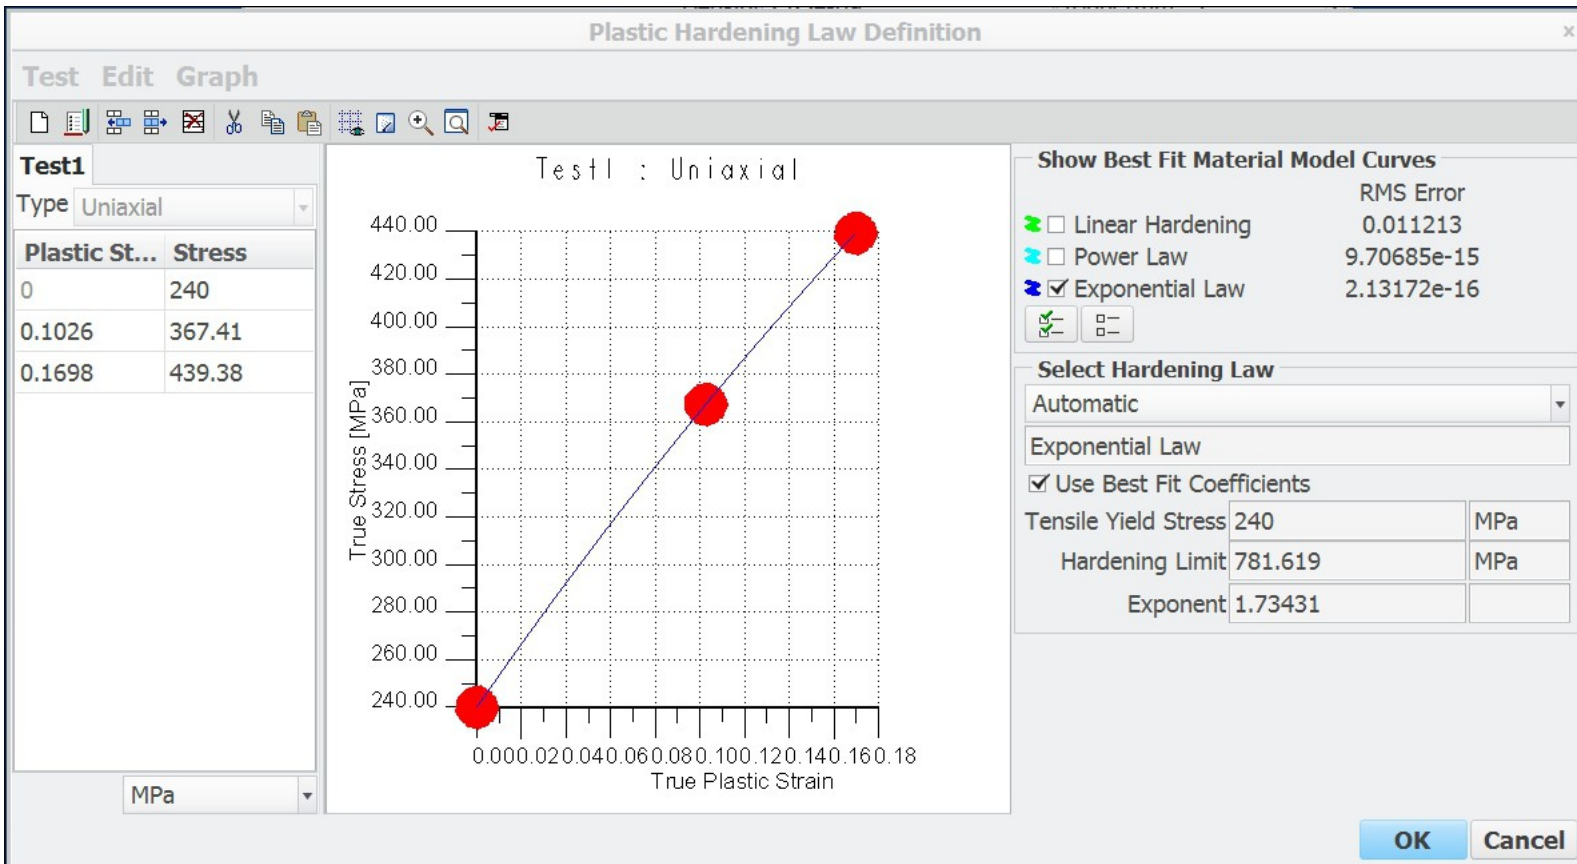 Plastic Hardening Law Definition x
Test Edit Graph
Test1
Type Uniaxial
Plastic St... Stress
0 240
0.1026 367.41
0.1698 439.38
MPa
Test1 : Uniaxial
440.00
420.00
400.00
380.00
360.00
340.00
320.00
300.00
280.00
260.00
240.00
True Stress [MPa]
0.000.020.040.060.080.100.120.140.160.18
True Plastic Strain
Show Best Fit Material Model Curves
RMS Error
Linear Hardening 0.011213
Power Law 9.70685e-15
Exponential Law 2.13172e-16
Select Hardening Law
Automatic
Exponential Law
Use Best Fit Coefficients
Tensile Yield Stress 240 MPa
Hardening Limit 781.619 MPa
Exponent 1.73431
OK Cancel